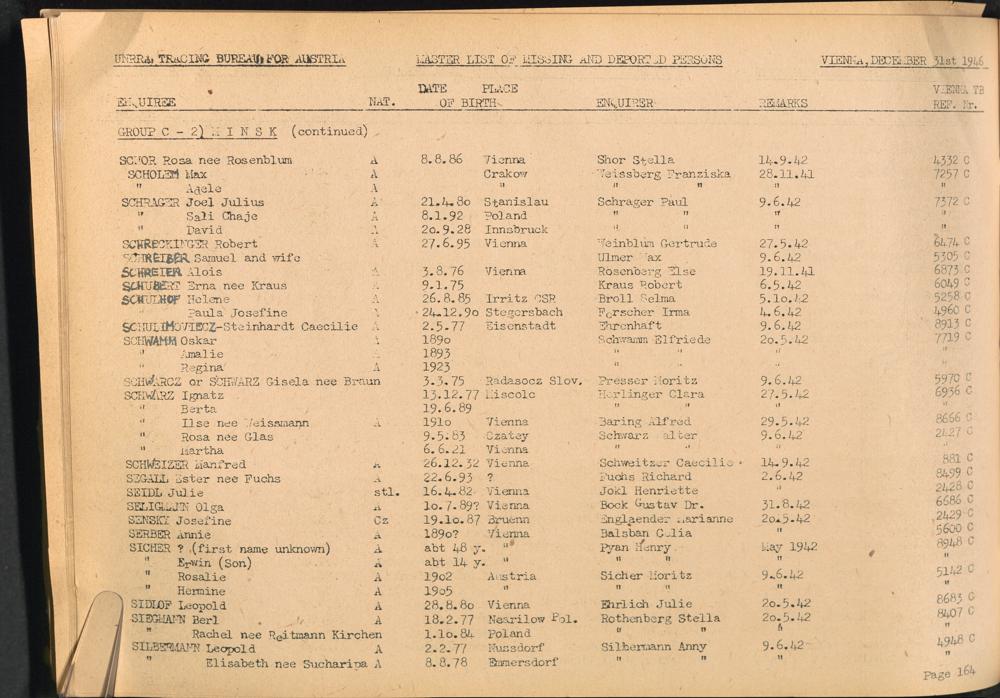 UNRRA, TRACING BUREAU, FOR AUSTRIA MASTER LIST OF MISSING AND DEPORTED PERSONS VIENNA, DECEMBER 31st 1946
ENQUIREE NAT. DATE PLACE OF BIRTH ENQUIRER REMARKS VIENNA TB REF. Nr.
GROUP C - 2) M I N S K (continued)
SCHOR Rosa nee Rosenblum A 8.8.86 Vienna Shor Stella 14.9.42 4332 C
SCHOLEM Max A Crakow Weissberg Franziska 28.11.41 7257 C
" Adele A " " " "
SCHRAGER Joel Julius A 21.4.80 Stanislau Schrager Paul 9.6.42 7372 C
" Sali Chaje A 8.1.92 Poland " " " "
" David A 20.9.28 Innsbruck " " " "
SCHRECKINGER Robert A 27.6.95 Vienna Weinblum Gertrude 27.5.42 6474 C
SCHREIBER Samuel and wife Ulmer Max 9.6.42 5305 C
SCHREIER Alois A 3.8.76 Vienna Rosenberg Else 19.11.41 6873 C
SCHUBERT Erna nee Kraus A 9.1.75 Kraus Robert 6.5.42 6049 C
SCHULHOF Helene A 26.8.85 Irritz CSR Broll Selma 5.10.42 5258 C
Paula Josefine A 24.12.90 Stegersbach Forscher Irma 4.6.42 4960 C
SCHULIMOVIECZ-Steinhardt Caecilie A 2.5.77 Eisenstadt Ehrenhaft 9.6.42 8913 C
SCHWAMM Oskar A 1890 Schwamm Elfriede 20.5.42 7719 C
" Amalie A 1893 " "
" Regina A 1923 " "
SCHWARCZ or SCHWARZ Gisela nee Braun 3.3.75 Radasocz Slov. Presser Moritz 9.6.42 5970 C
SCHWARZ Ignatz 13.12.77 Miscolc Herlinger Clara 27.5.42 6936 C
" Berta 19.6.89 " " "
" Ilse nee Weissmann A 1910 Vienna Baring Alfred 29.5.42 8666 C
" Rosa nee Glas 9.5.83 Czatey Schwarz Walter 9.6.42 2427 C
" Martha 6.6.21 Vienna " " "
SCHWEIZER Manfred A 26.12.32 Vienna Schweitzer Caecilie 14.9.42 881 C
SEGALL Ester nee Fuchs A 22.6.93 ? Fuchs Richard 2.6.42 8499 C
SEIDL Julie stl. 16.4.82 Vienna Jokl Henriette " 2428 C
SELIGMANN Olga A 10.7.89? Vienna Bock Gustav Dr. 31.8.42 6686 C
SENSKY Josefine Cz 19.10.87 Bruenn Englaender Marianne 20.5.42 2429 C
SERBER Annie A 1890? Vienna Balsban Celia " 5600 C
SICHER ? (first name unknown) A abt 48 y. " Pyan Henry May 1942 8948 C
" Erwin (Son) A abt 14 y. " " " "
" Rosalie A 1902 Austria Sicher Moritz 9.6.42 5142 C
" Hermine A 1905 " " " " "
SIDLOF Leopold A 28.8.80 Vienna Ehrlich Julie 20.5.42 8683 C
SIEGMANN Berl A 18.2.77 Nearilow Pol. Rothenberg Stella 20.5.42 8407 C
" Rachel nee Reitmann Kirchen 1.10.84 Poland " " " "
SILBERMANN Leopold A 2.2.77 Nussdorf Silbermann Anny 9.6.42 4948 C
" Elisabeth nee Sucharipa A 8.8.78 Emmersdorf " " " "
Page 164